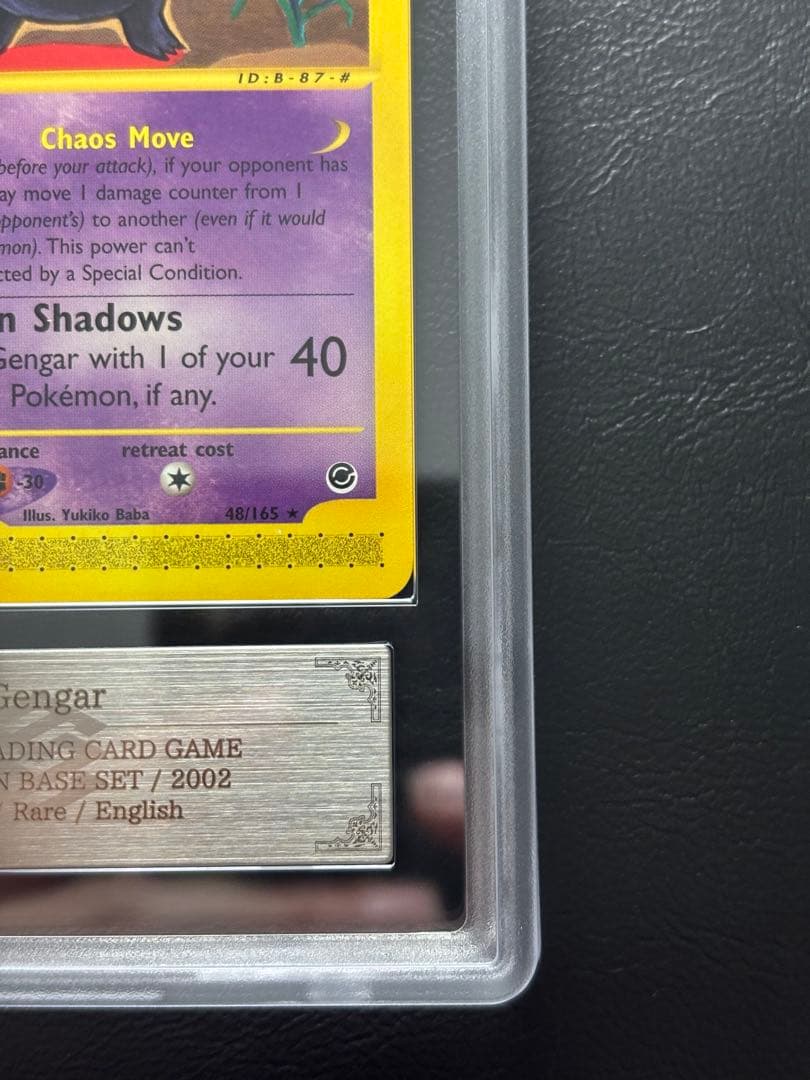 ID:B-87-#
Chaos Move
before your attack), if your opponent has
ay move 1 damage counter from 1
pponent's) to another (even if it would
mon). This power can't
cted by a Special Condition.
n Shadows
Gengar with 1 of your 40
Pokémon, if any.
ance retreat cost
-30
Illus. Yukiko Baba 48/165 ★
Gengar
ADING CARD GAME
N BASE SET / 2002
/ Rare / English